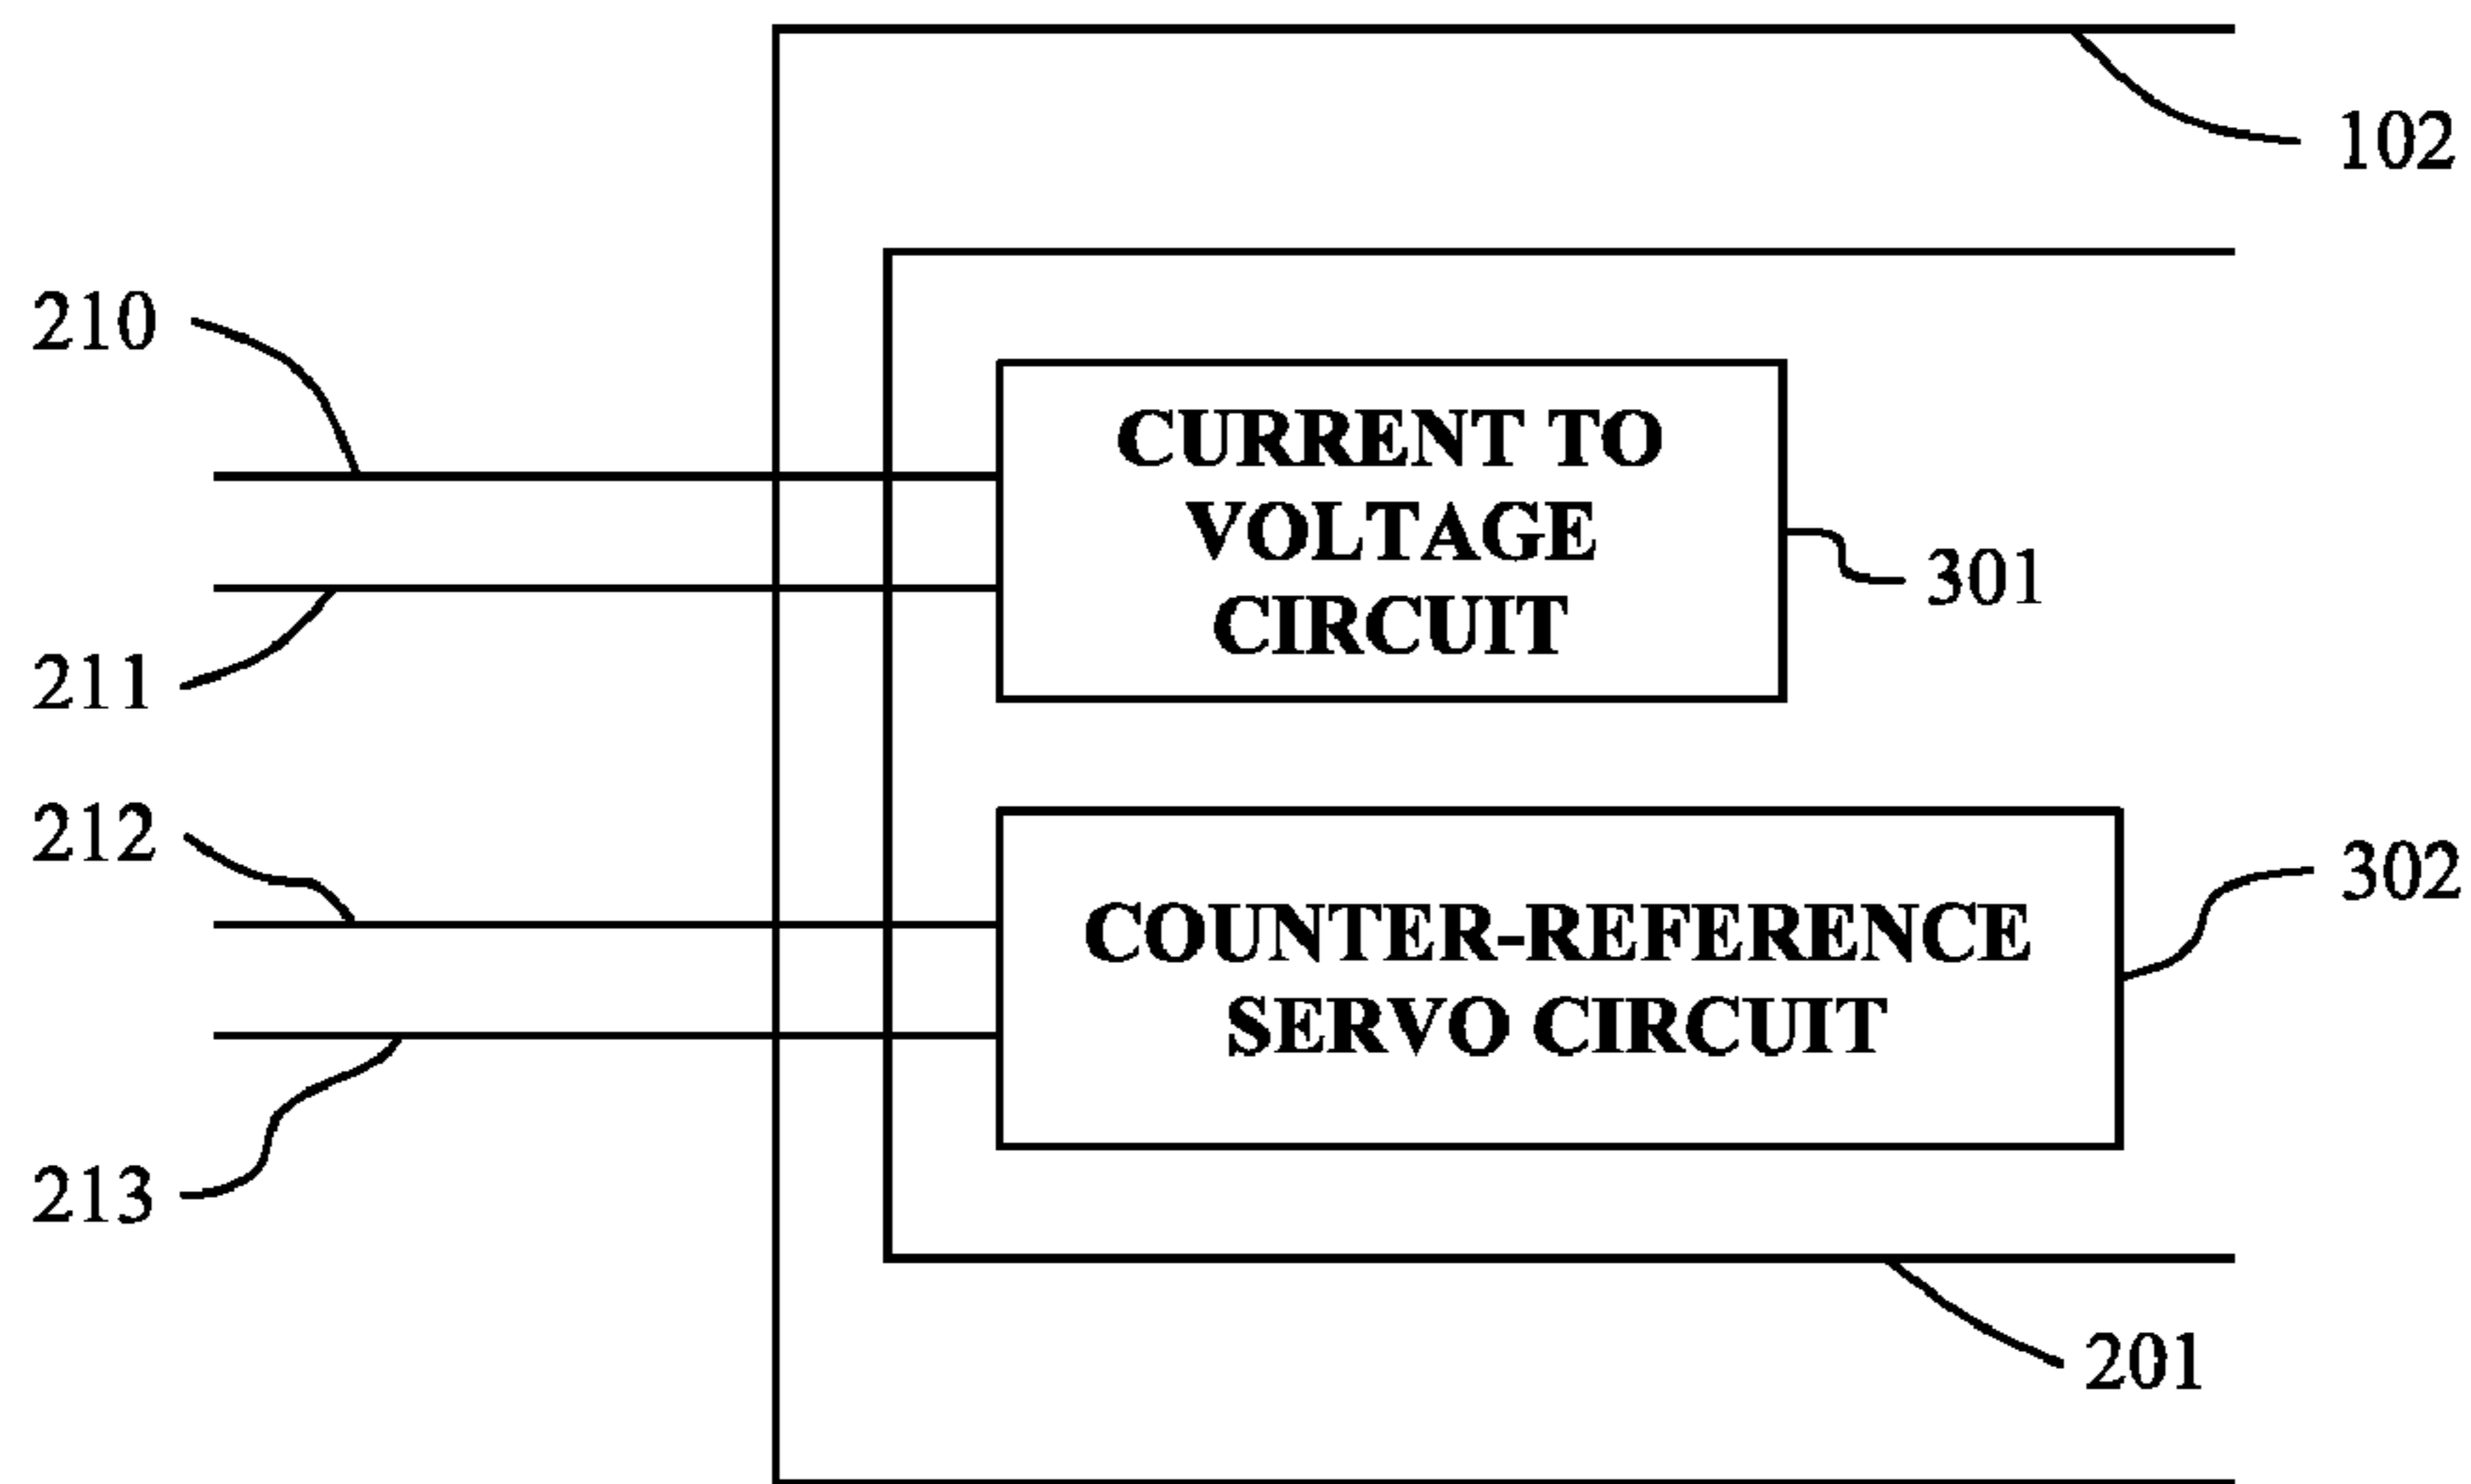 102
210
CURRENT TO
VOLTAGE
CIRCUIT
301
211
212
COUNTER-REFERENCE
SERVO CIRCUIT
302
213
201